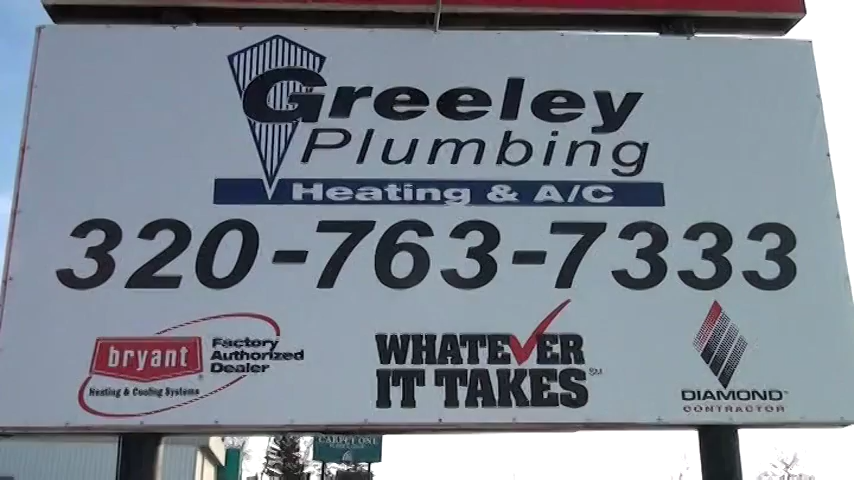 Greeley
Plumbing
Heating & A/C
320-763-7333
bryant
Heating & Cooling Systems
Factory
Authorized
Dealer
WHATEVER
IT TAKES SM
DIAMOND
CONTRACTOR
CARPET ONE